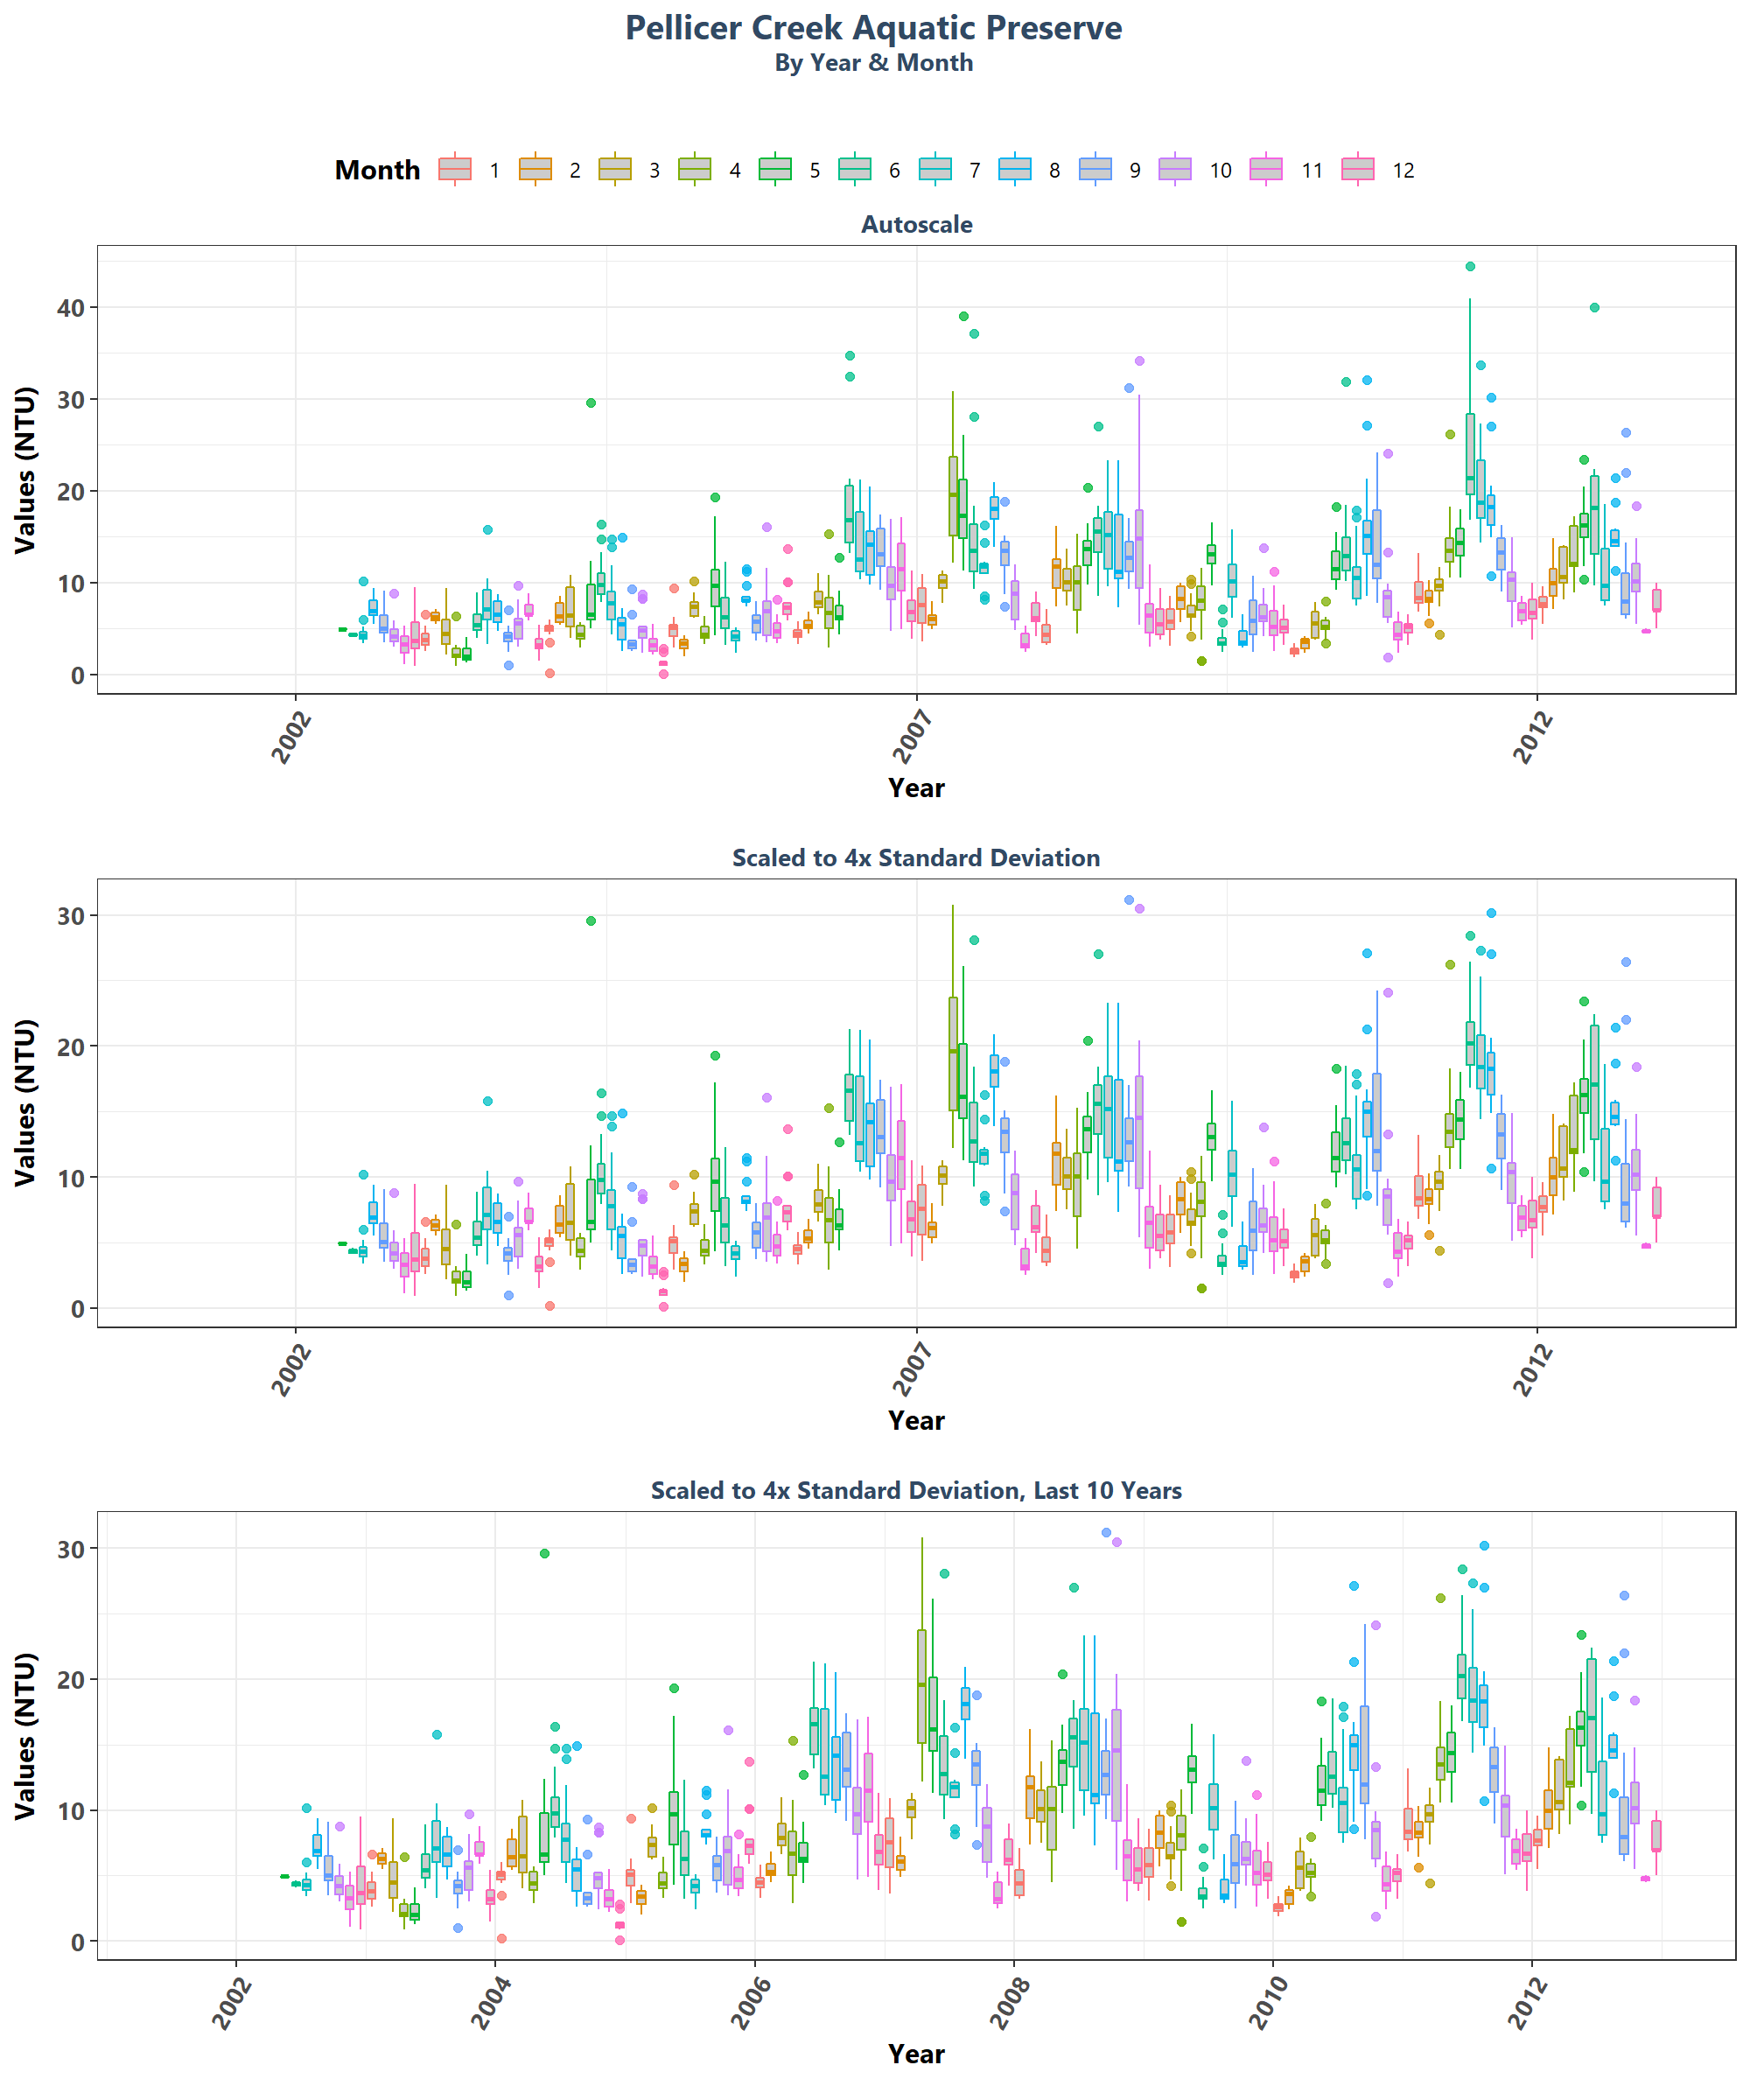 Pellicer Creek Aquatic Preserve
By Year & Month
Month 1 2 3 4 5 6 7 8 9 10 11 12
Autoscale
Values (NTU)
40
30
20
10
0
2002 2007 2012
Year
Scaled to 4x Standard Deviation
Values (NTU)
30
20
10
0
2002 2007 2012
Year
Scaled to 4x Standard Deviation, Last 10 Years
Values (NTU)
30
20
10
0
2002 2004 2006 2008 2010 2012
Year